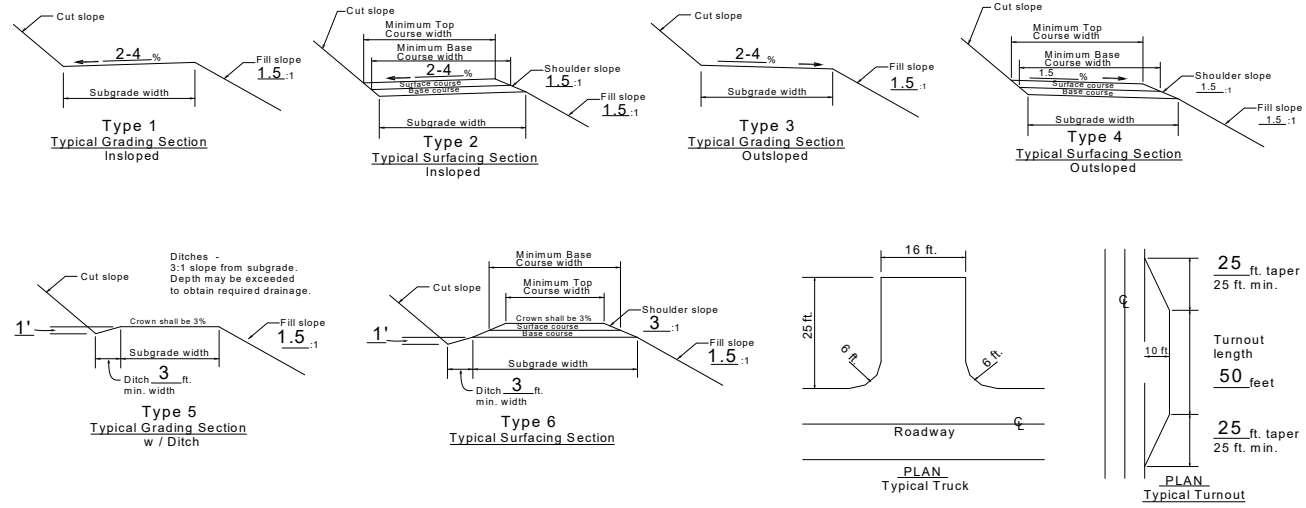 Cut slope
2-4 %
Fill slope
1.5 :1
Subgrade width
Type 1
Typical Grading Section
Insloped
Cut slope
Minimum Top
Course width
Minimum Base
Course width
2-4 %
Surface course
Base course
Shoulder slope
1.5 :1
Fill slope
1.5 :1
Subgrade width
Type 2
Typical Surfacing Section
Insloped
Cut slope
2-4 %
Fill slope
1.5 :1
Subgrade width
Type 3
Typical Grading Section
Outsloped
Cut slope
Minimum Top
Course width
Minimum Base
Course width
1.5 %
Surface course
Base course
Shoulder slope
1.5 :1
Fill slope
1.5 :1
Subgrade width
Type 4
Typical Surfacing Section
Outsloped
Ditches -
3:1 slope from subgrade.
Depth may be exceeded
to obtain required drainage.
Cut slope
1'
Crown shall be 3%
Fill slope
1.5 :1
Subgrade width
Ditch 3 ft.
min. width
Type 5
Typical Grading Section
w / Ditch
Minimum Base
Course width
Minimum Top
Course width
Cut slope
1'
Crown shall be 3%
Surface course
Base course
Shoulder slope
3 :1
Fill slope
1.5 :1
Subgrade width
Ditch 3 ft.
min. width
Type 6
Typical Surfacing Section
16 ft.
25 ft.
6 ft.
6 ft.
℄
Roadway
PLAN
Typical Truck
℄
25 ft. taper
25 ft. min.
10 ft
Turnout
length
50 feet
25 ft. taper
25 ft. min.
PLAN
Typical Turnout